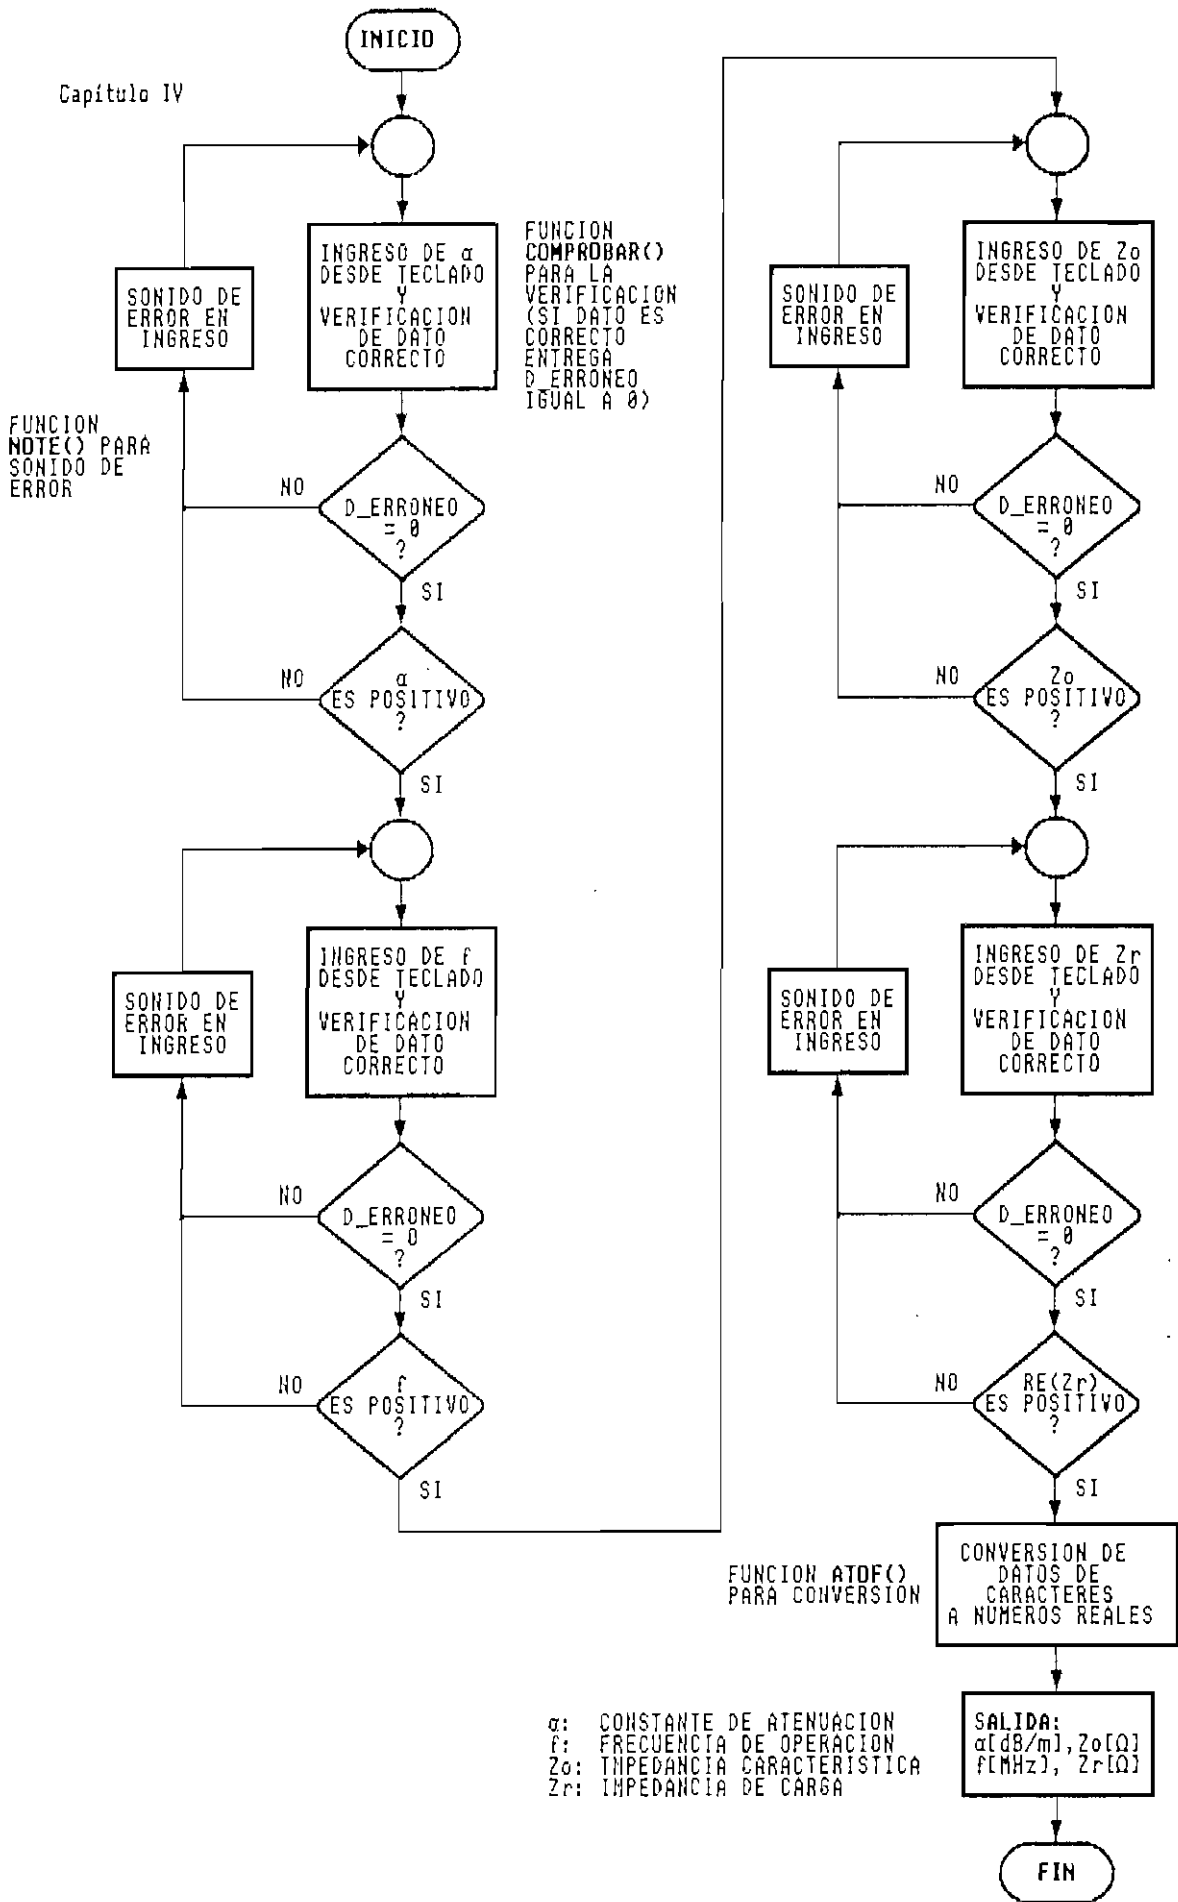 INICIO
Capítulo IV
INGRESO DE α
DESDE TECLADO
Y
VERIFICACION
DE DATO
CORRECTO
FUNCION
COMPROBAR()
PARA LA
VERIFICACION
(SI DATO ES
CORRECTO
ENTREGA
D_ERRONEO
IGUAL A 0)
SONIDO DE
ERROR EN
INGRESO
FUNCION
NOTE() PARA
SONIDO DE
ERROR
NO
D_ERRONEO
= 0
?
SI
NO
α
ES POSITIVO
?
SI
INGRESO DE f
DESDE TECLADO
Y
VERIFICACION
DE DATO
CORRECTO
SONIDO DE
ERROR EN
INGRESO
NO
D_ERRONEO
= 0
?
SI
NO
f
ES POSITIVO
?
SI
INGRESO DE Zo
DESDE TECLADO
Y
VERIFICACION
DE DATO
CORRECTO
SONIDO DE
ERROR EN
INGRESO
NO
D_ERRONEO
= 0
?
SI
NO
Zo
ES POSITIVO
?
SI
INGRESO DE Zr
DESDE TECLADO
Y
VERIFICACION
DE DATO
CORRECTO
SONIDO DE
ERROR EN
INGRESO
NO
D_ERRONEO
= 0
?
SI
NO
RE(Zr)
ES POSITIVO
?
SI
FUNCION ATOF()
PARA CONVERSION
CONVERSION DE
DATOS DE
CARACTERES
A NUMEROS REALES
α: CONSTANTE DE ATENUACION
f: FRECUENCIA DE OPERACION
Zo: IMPEDANCIA CARACTERISTICA
Zr: IMPEDANCIA DE CARGA
SALIDA:
α[dB/m],Zo[Ω]
f[MHz], Zr[Ω]
FIN